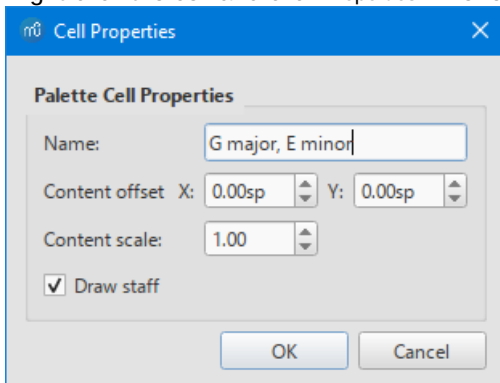 Cell Properties
Palette Cell Properties
Name: G major, E minor
Content offset X: 0.00sp Y: 0.00sp
Content scale: 1.00
Draw staff
OK Cancel